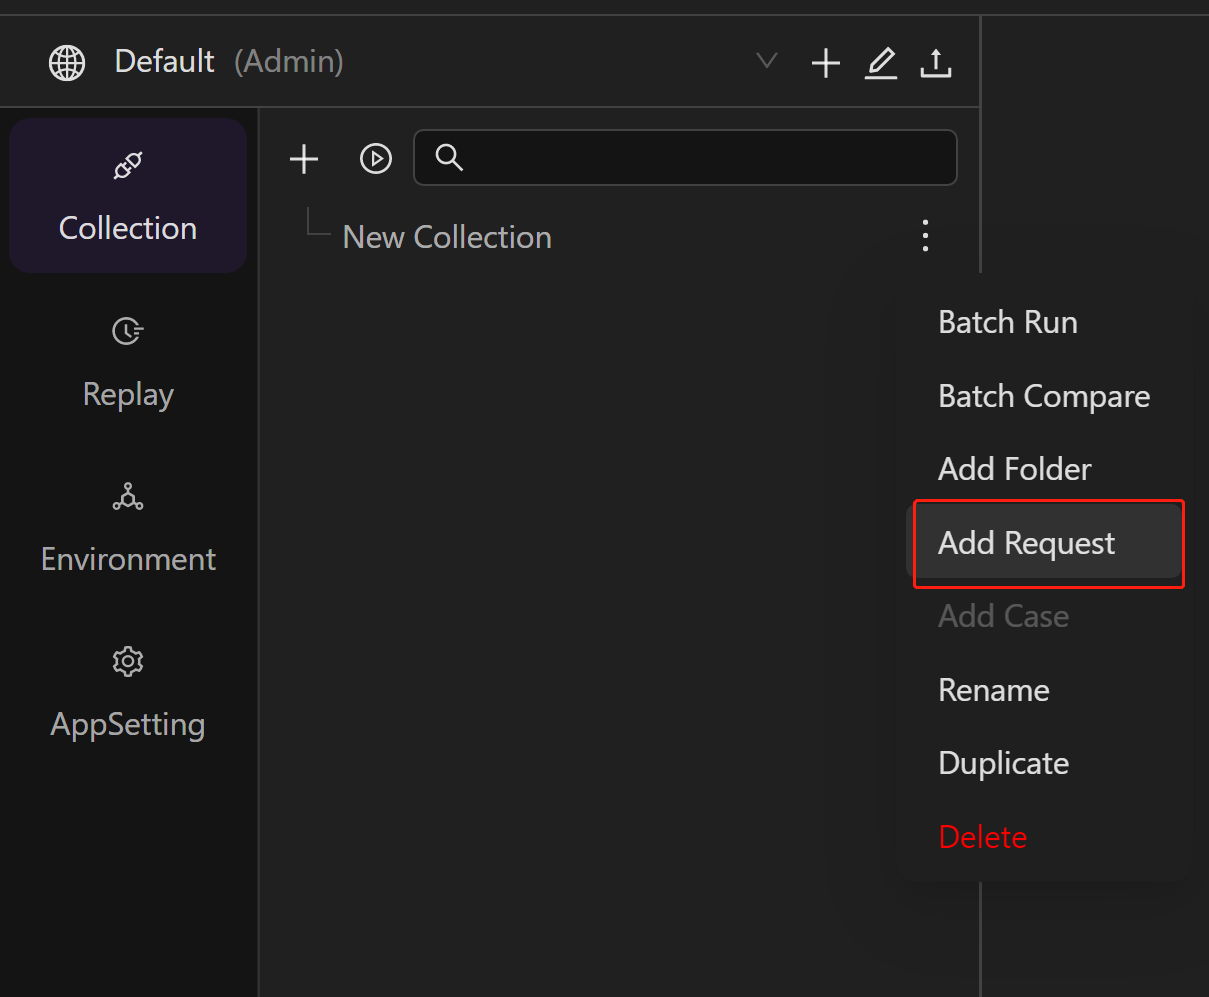 Default (Admin)
Collection
Replay
Environment
AppSetting
New Collection
Batch Run
Batch Compare
Add Folder
Add Request
Add Case
Rename
Duplicate
Delete